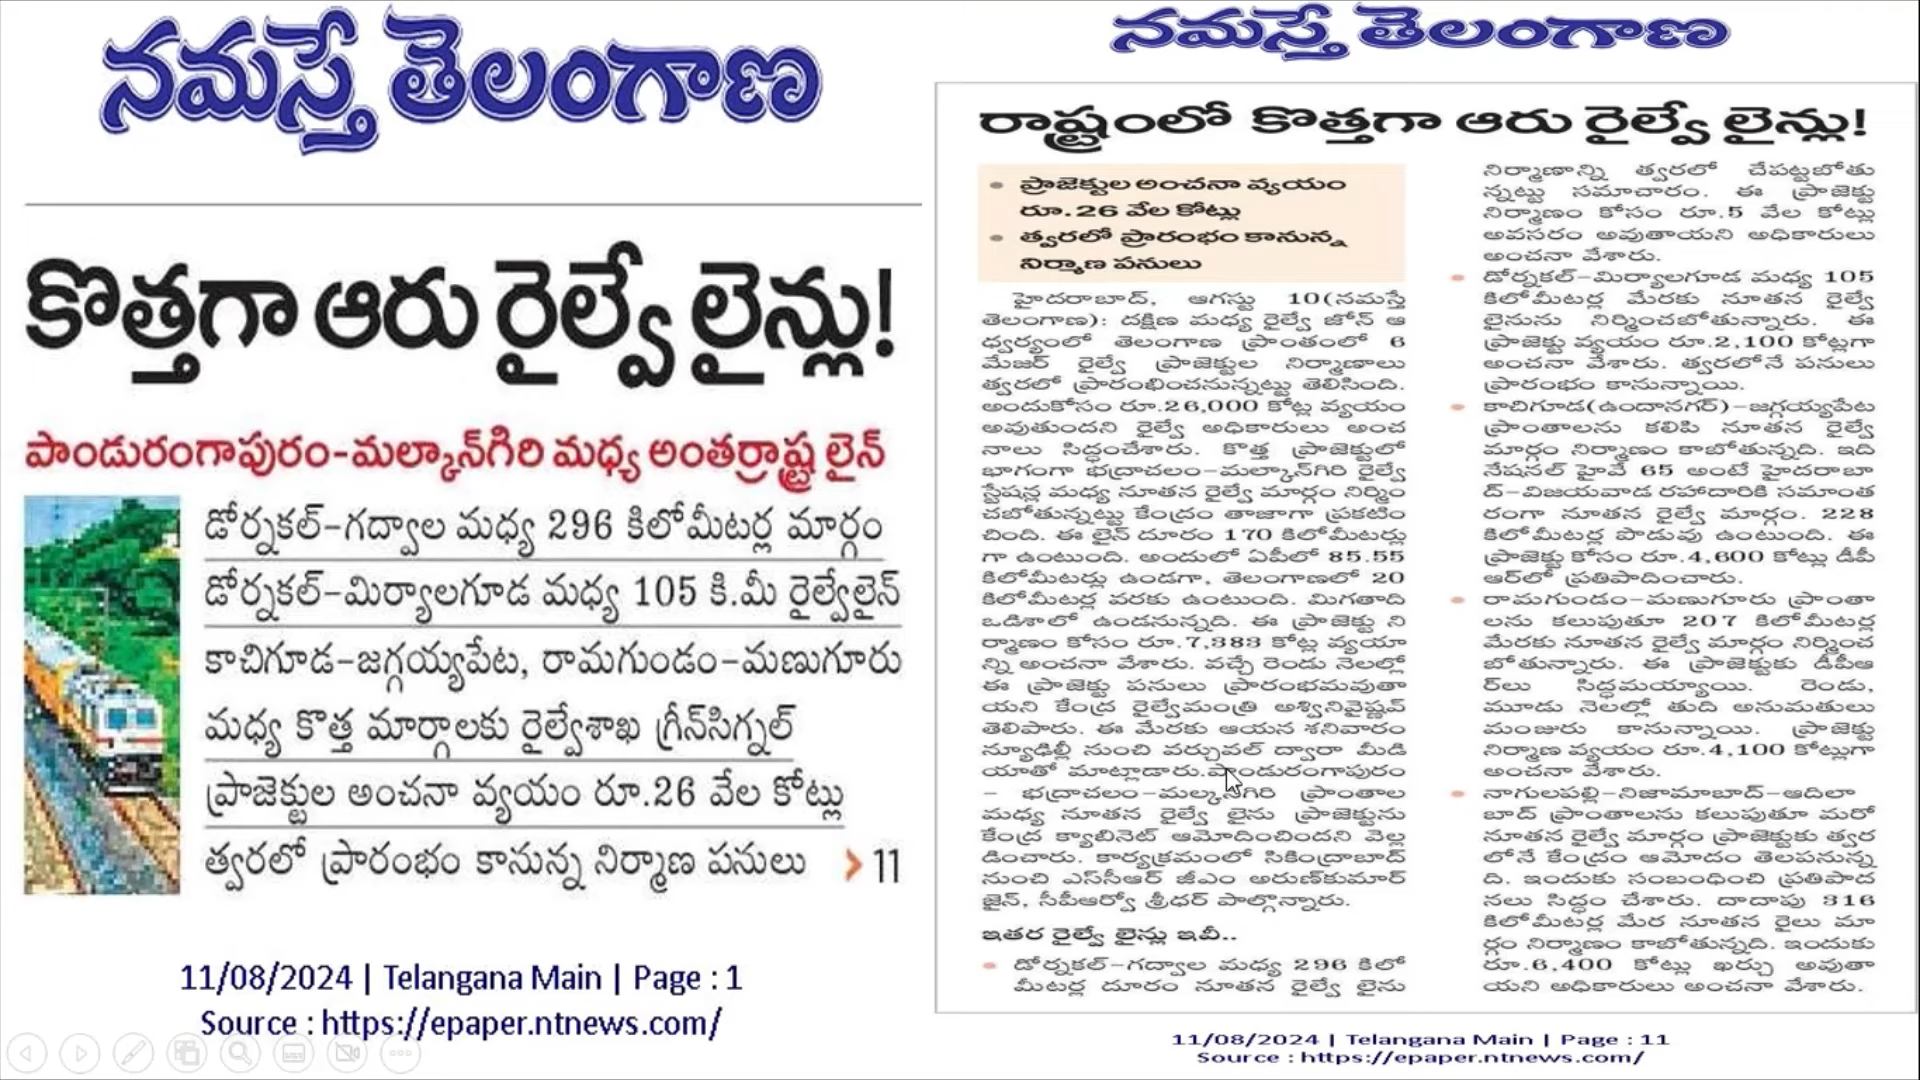 నమస్తే తెలంగాణ
కొత్తగా ఆరు రైల్వే లైన్లు!
పాండురంగాపురం-మల్కాన్‌గిరి మధ్య అంతర్రాష్ట్ర లైన్
డోర్నకల్-గద్వాల మధ్య 296 కిలోమీటర్ల మార్గం
డోర్నకల్-మిర్యాలగూడ మధ్య 105 కి.మీ రైల్వేలైన్
కాచిగూడ-జగ్గయ్యపేట, రామగుండం-మణుగూరు
మధ్య కొత్త మార్గాలకు రైల్వేశాఖ గ్రీన్‌సిగ్నల్
ప్రాజెక్టుల అంచనా వ్యయం రూ.26 వేల కోట్లు
త్వరలో ప్రారంభం కానున్న నిర్మాణ పనులు > 11
11/08/2024 | Telangana Main | Page : 1
Source : https://epaper.ntnews.com/
నమస్తే తెలంగాణ
రాష్ట్రంలో కొత్తగా ఆరు రైల్వే లైన్లు!
• ప్రాజెక్టుల అంచనా వ్యయం
రూ.26 వేల కోట్లు
• త్వరలో ప్రారంభం కానున్న
నిర్మాణ పనులు
హైదరాబాద్, ఆగస్టు 10(నమస్తే
తెలంగాణ): దక్షిణ మధ్య రైల్వే జోన్ ఆ
ధ్వర్యంలో తెలంగాణ ప్రాంతంలో 6
మేజర్ రైల్వే ప్రాజెక్టుల నిర్మాణాలు
త్వరలో ప్రారంభించనున్నట్టు తెలిసింది.
అందుకోసం రూ.26,000 కోట్ల వ్యయం
అవుతుందని రైల్వే అధికారులు అంచ
నాలు సిద్ధంచేశారు. కొత్త ప్రాజెక్టులో
భాగంగా భద్రాచలం-మల్కాన్‌గిరి రైల్వే
స్టేషన్ల మధ్య నూతన రైల్వే మార్గం నిర్మిం
చబోతున్నట్టు కేంద్రం తాజాగా ప్రకటిం
చింది. ఈ లైన్ దూరం 170 కిలోమీటర్లు
గా ఉంటుంది. అందులో ఏపీలో 85.55
కిలోమీటర్లు ఉండగా, తెలంగాణలో 20
కిలోమీటర్ల వరకు ఉంటుంది. మిగతాది
ఒడిశాలో ఉండనున్నది. ఈ ప్రాజెక్టు ని
ర్మాణం కోసం రూ.7,383 కోట్ల వ్యయా
న్ని అంచనా వేశారు. వచ్చే రెండు నెలల్లో
ఈ ప్రాజెక్టు పనులు ప్రారంభమవుతా
యని కేంద్ర రైల్వేమంత్రి అశ్వినివైష్ణవ్
తెలిపారు. ఈ మేరకు ఆయన శనివారం
న్యూఢిల్లీ నుంచి వర్చువల్ ద్వారా మీడి
యాతో మాట్లాడారు.పాండురంగాపురం
- భద్రాచలం-మల్కన్‌గిరి ప్రాంతాల
మధ్య నూతన రైల్వే లైను ప్రాజెక్టును
కేంద్ర క్యాబినెట్ ఆమోదించిందని వెల్ల
డించారు. కార్యక్రమంలో సికింద్రాబాద్
నుంచి ఎస్‌సీఆర్ జీఎం అరుణ్‌కుమార్
జైన్, సీపీఆర్వో శ్రీధర్ పాల్గొన్నారు.
ఇతర రైల్వే లైన్లు ఇవీ..
• డోర్నకల్-గద్వాల మధ్య 296 కిలో
మీటర్ల దూరం నూతన రైల్వే లైను
నిర్మాణాన్ని త్వరలో చేపట్టబోతు
న్నట్టు సమాచారం. ఈ ప్రాజెక్టు
నిర్మాణం కోసం రూ.5 వేల కోట్లు
అవసరం అవుతాయని అధికారులు
అంచనా వేశారు.
• డోర్నకల్-మిర్యాలగూడ మధ్య 105
కిలోమీటర్ల మేరకు నూతన రైల్వే
లైనును నిర్మించబోతున్నారు. ఈ
ప్రాజెక్టు వ్యయం రూ.2,100 కోట్లగా
అంచనా వేశారు. త్వరలోనే పనులు
ప్రారంభం కానున్నాయి.
• కాచిగూడ(ఉందానగర్)-జగ్గయ్యపేట
ప్రాంతాలను కలిపి నూతన రైల్వే
మార్గం నిర్మాణం కాబోతున్నది. ఇది
నేషనల్ హైవే 65 అంటే హైదరాబా
ద్-విజయవాడ రహదారికి సమాంత
రంగా నూతన రైల్వే మార్గం. 228
కిలోమీటర్ల పొడువు ఉంటుంది. ఈ
ప్రాజెక్టు కోసం రూ.4,600 కోట్లు డీపీ
ఆర్‌లో ప్రతిపాదించారు.
• రామగుండం-మణుగూరు ప్రాంతా
లను కలుపుతూ 207 కిలోమీటర్ల
మేరకు నూతన రైల్వే మార్గం నిర్మించ
బోతున్నారు. ఈ ప్రాజెక్టుకు డీపీఆ
ర్‌లు సిద్ధమయ్యాయి. రెండు,
మూడు నెలల్లో తుది అనుమతులు
మంజురు కానున్నాయి. ప్రాజెక్టు
నిర్మాణ వ్యయం రూ.4,100 కోట్లుగా
అంచనా వేశారు.
• నాగులపల్లి-నిజామాబాద్-ఆదిలా
బాద్ ప్రాంతాలను కలుపుతూ మరో
నూతన రైల్వే మార్గం ప్రాజెక్టుకు త్వర
లోనే కేంద్రం ఆమోదం తెలపనున్న
ది. ఇందుకు సంబంధించి ప్రతిపాద
నలు సిద్ధం చేశారు. దాదాపు 316
కిలోమీటర్ల మేర నూతన రైలు మా
ర్గం నిర్మాణం కాబోతున్నది. ఇందుకు
రూ.6,400 కోట్లు ఖర్చు అవుతా
యని అధికారులు అంచనా వేశారు.
11/08/2024 | Telangana Main | Page : 11
Source : https://epaper.ntnews.com/